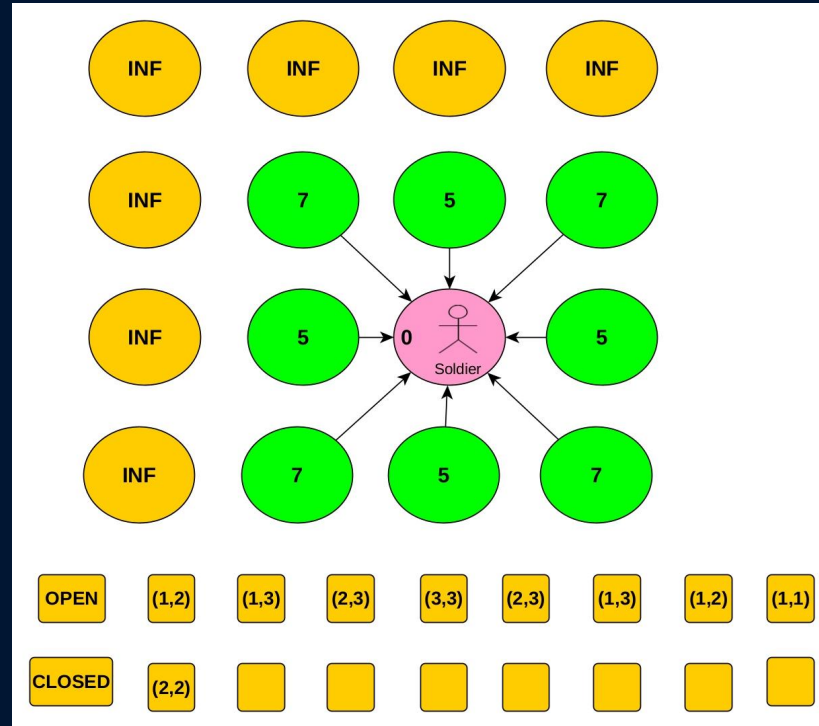 INF INF INF INF
INF 7 5 7
INF 5 0 5
Soldier
INF 7 5 7
OPEN (1,2) (1,3) (2,3) (3,3) (2,3) (1,3) (1,2) (1,1)
CLOSED (2,2)